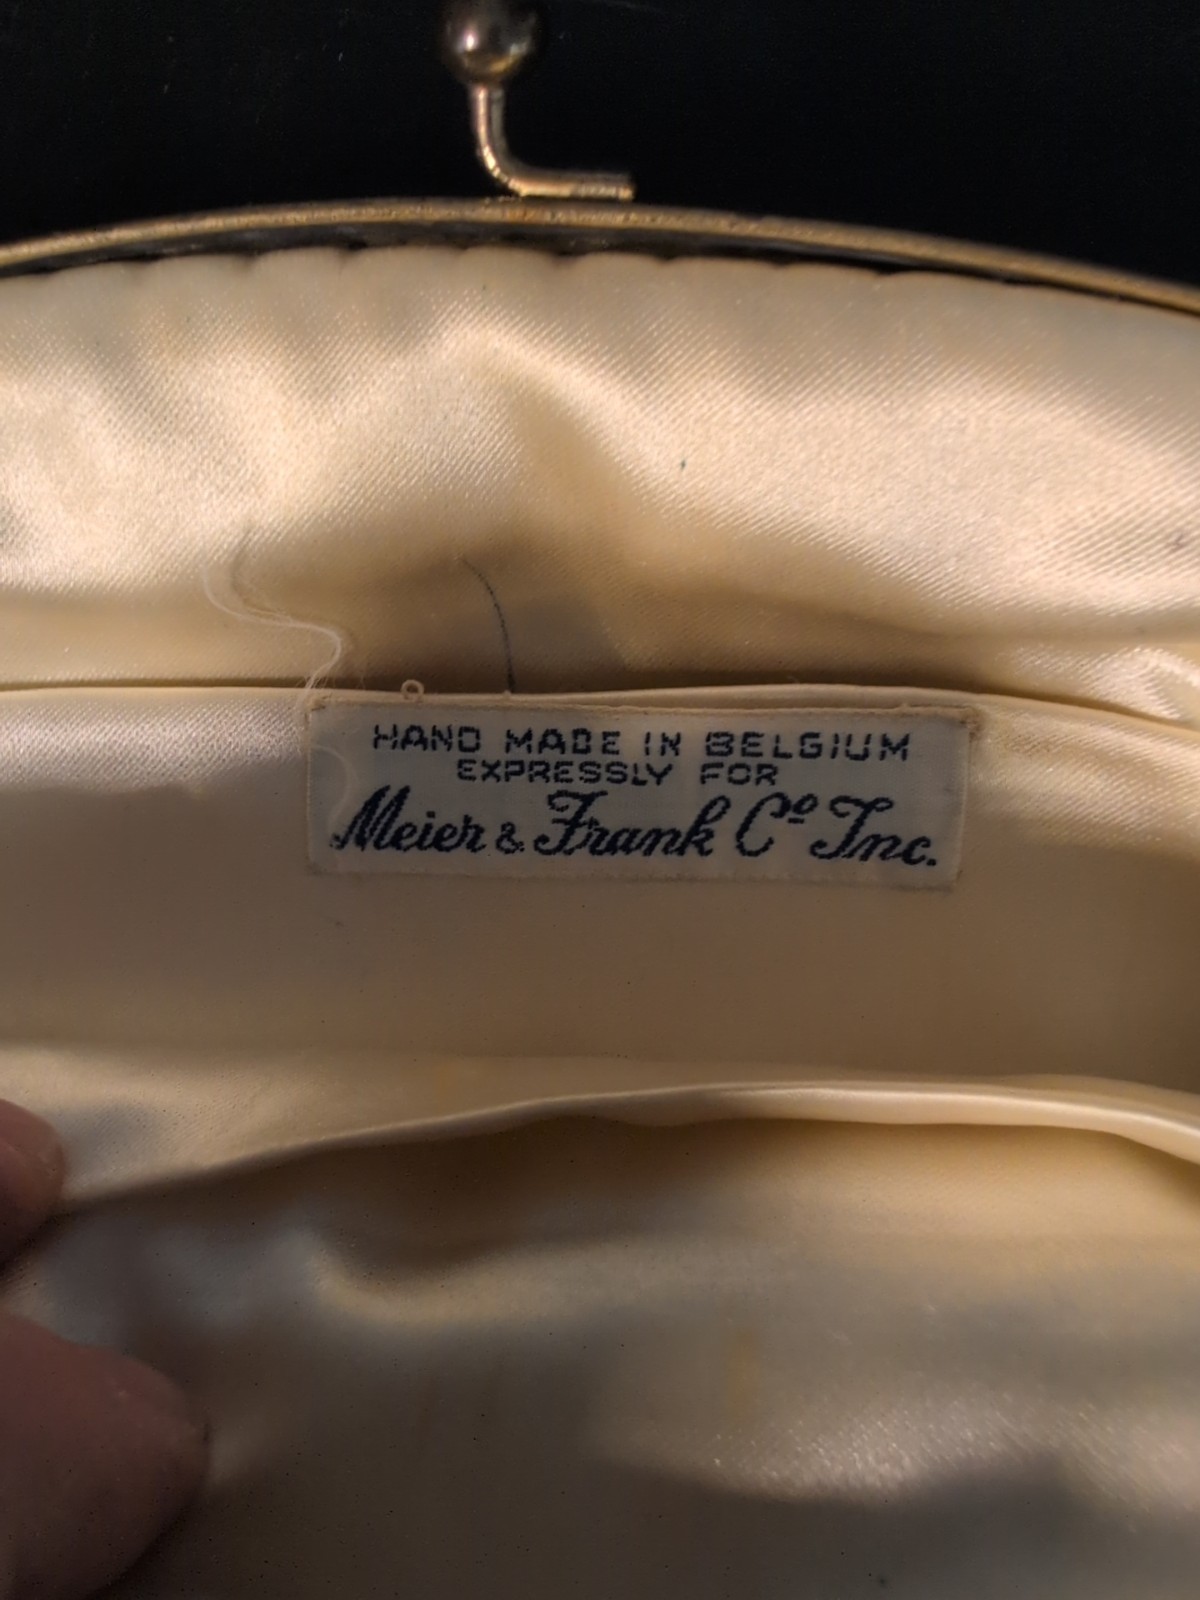 HAND MADE IN BELGIUM
EXPRESSLY FOR
Meier & Frank Cº Inc.